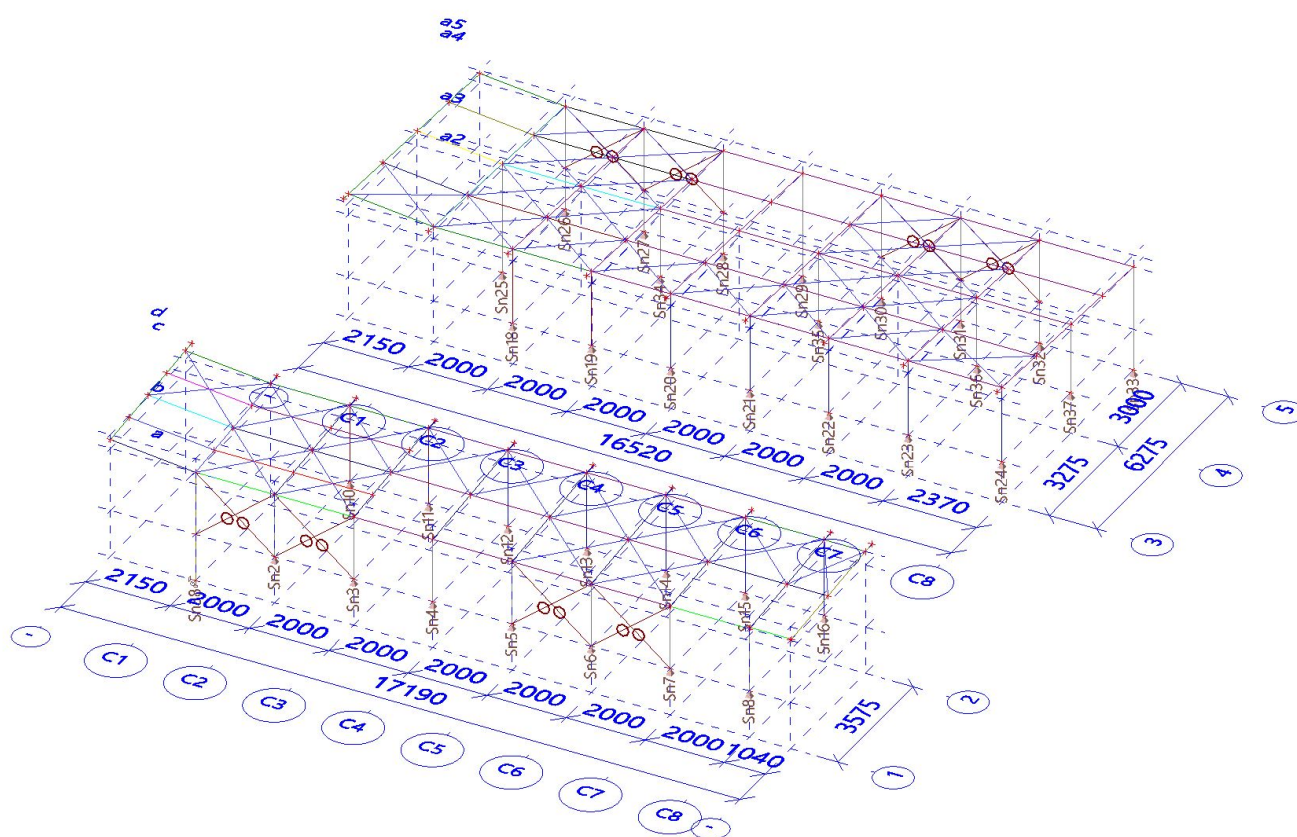 a5
a4
a3
a2
Sn26
Sn27
Sn28
Sn25
Sn34
Sn29
Sn30
Sn35
Sn31
Sn18
Sn19
Sn20
Sn32
Sn36
Sn21
Sn37
Sn22
Sn23
Sn24
2150
2000
2000
2000
2000
2000
2000
2370
16520
3000
3275
6275
5
4
3
d
c
b
a
C1
C2
C3
C4
C5
C6
C7
C8
Sn10
Sn11
Sn12
Sn13
Sn14
Sn15
Sn16
Sn2
Sn3
Sn4
Sn5
Sn6
Sn7
Sn8
2150
2000
2000
2000
2000
2000
2000
2000
1040
17190
3575
2
1
-
C1
C2
C3
C4
C5
C6
C7
C8
-